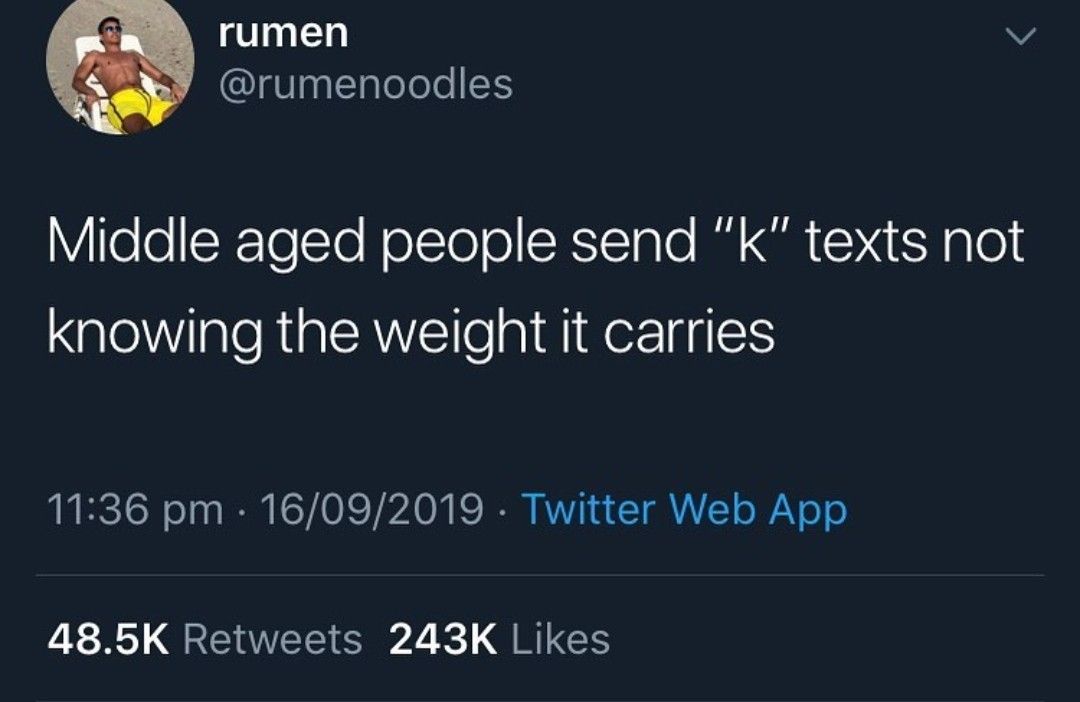 rumen
@rumenoodles
Middle aged people send “k” texts not
knowing the weight it carries
11:36 pm · 16/09/2019 · Twitter Web App
48.5K Retweets 243K Likes